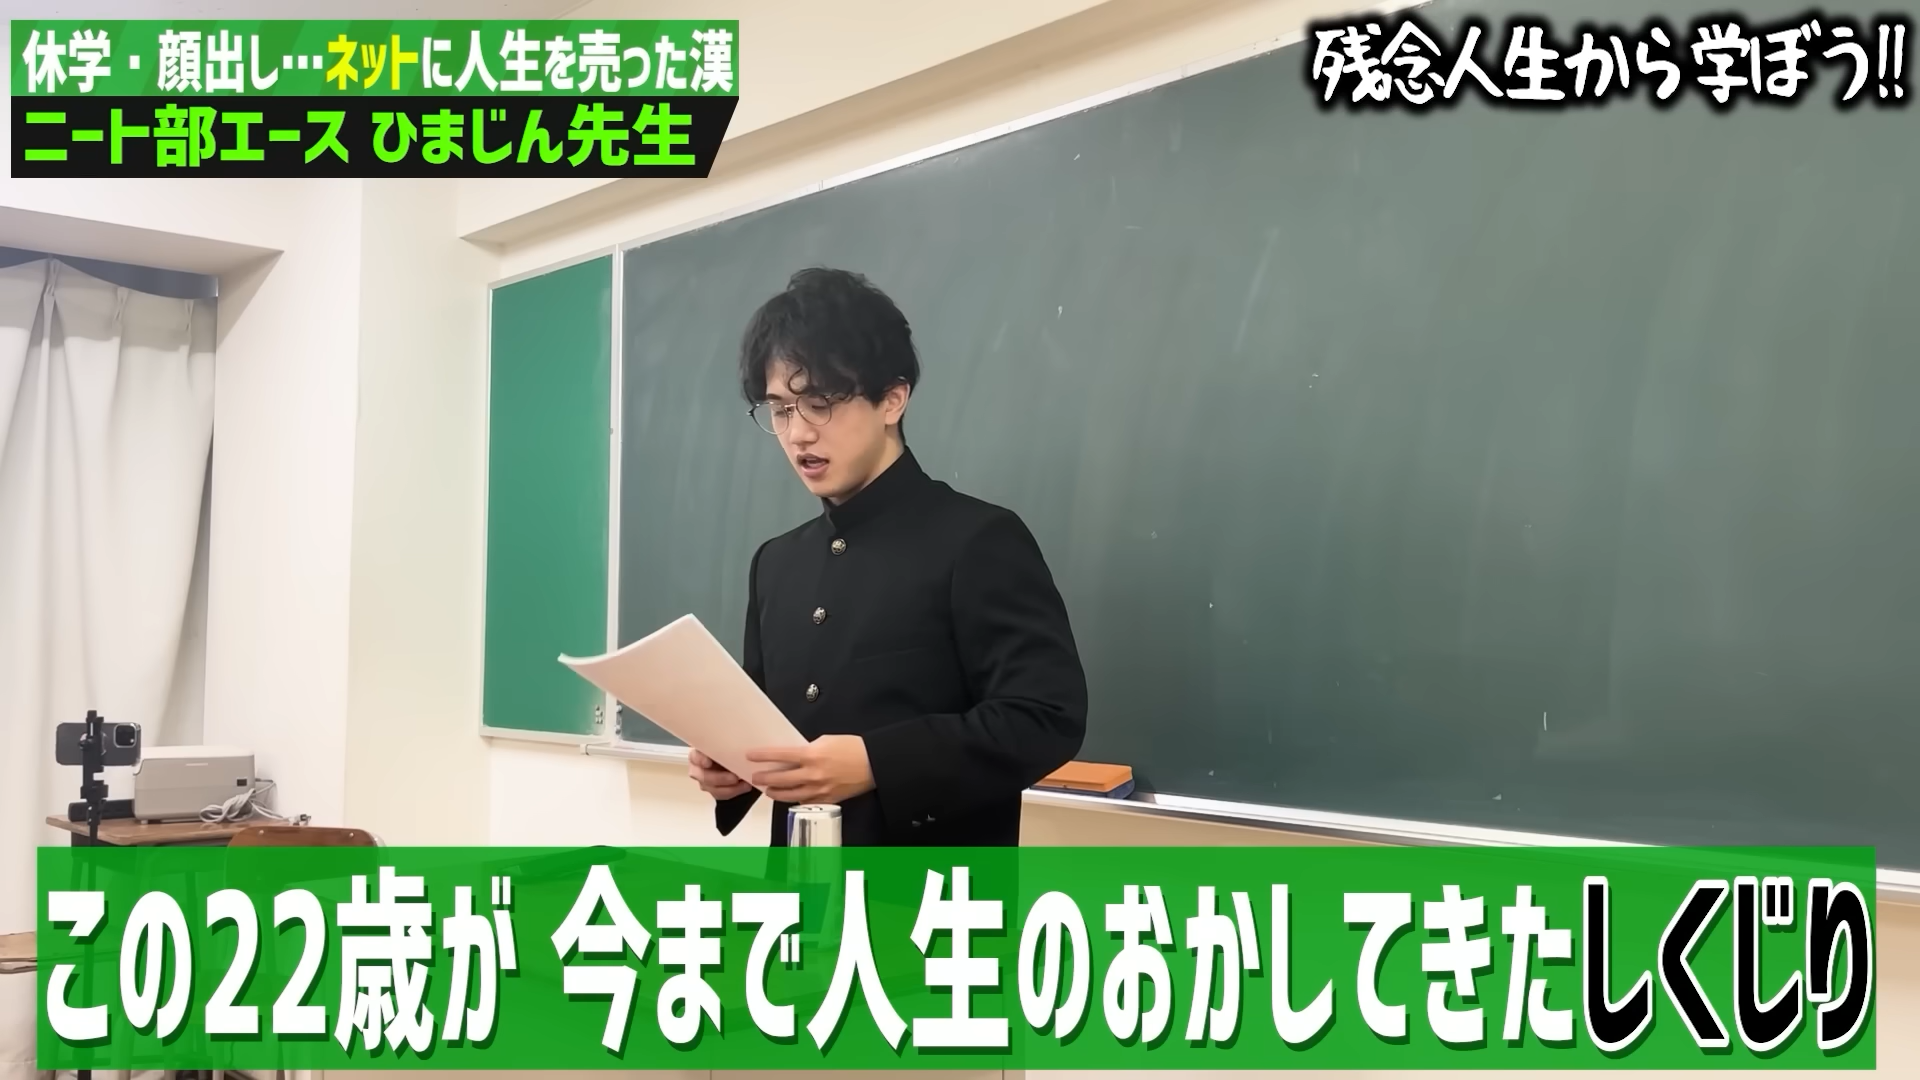 休学・顔出し…ネットに人生を売った漢
ニート部エース ひまじん先生
残念人生から学ぼう!!
この22歳が 今まで人生のおかしてきたしくじり